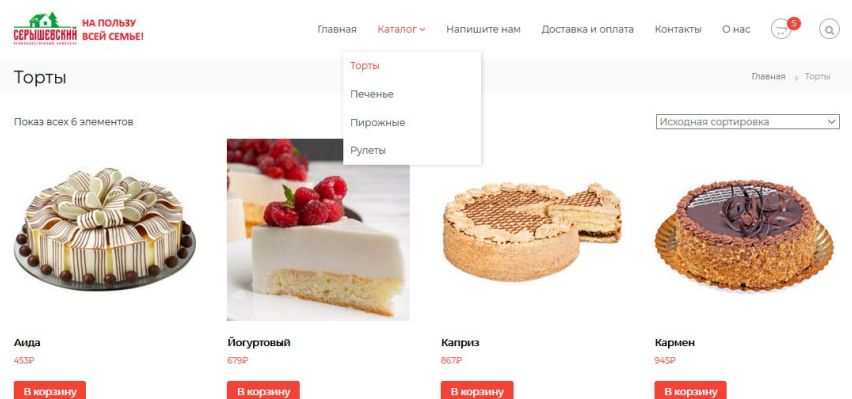 СЕРЫШЕВСКИЙ
ПРОИЗВОДСТВЕННЫЙ КОМПЛЕКС
НА ПОЛЬЗУ
ВСЕЙ СЕМЬЕ!
Главная Каталог Напишите нам Доставка и оплата Контакты О нас 5
Торты
Печенье
Пирожные
Рулеты
Торты
Главная > Торты
Показ всех 6 элементов
Исходная сортировка
Аида Йогуртовый Каприз Кармен
453₽ 679₽ 867₽ 945₽
В корзину В корзину В корзину В корзину